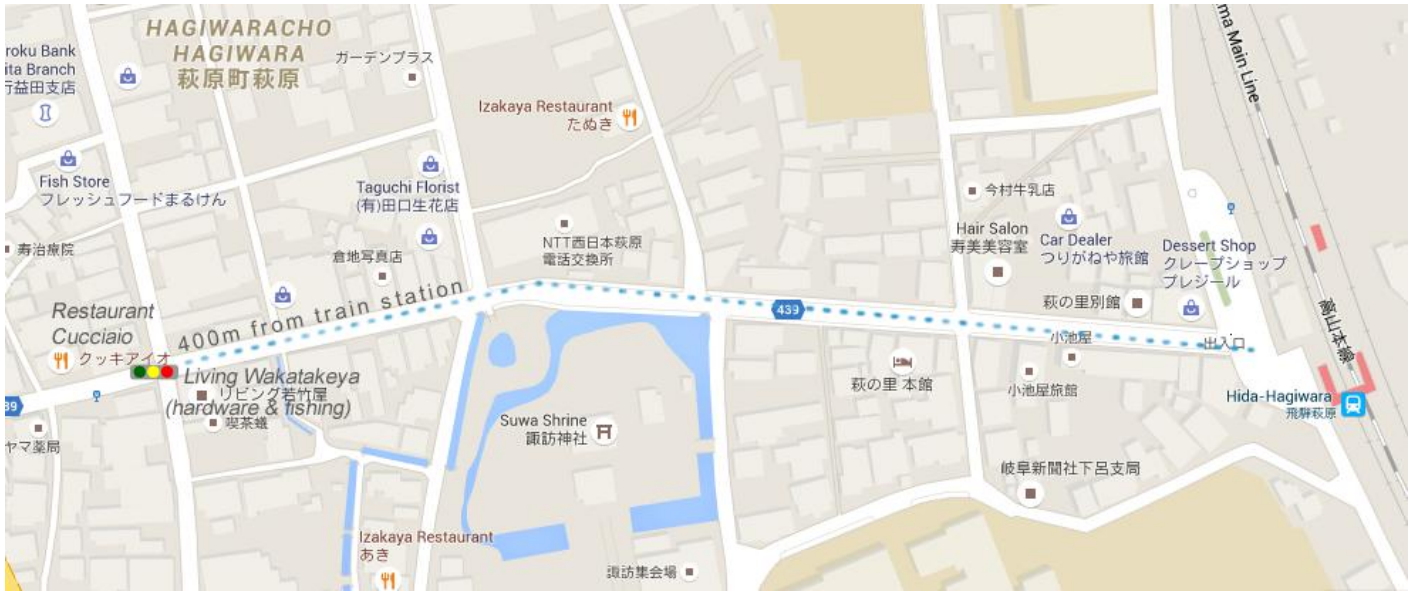 HAGIWARACHO
HAGIWARA
萩原町萩原
roku Bank
ita Branch
行益田支店
ガーデンプラス
Izakaya Restaurant
たぬき
ma Main Line
Fish Store
フレッシュフードまるけん
Taguchi Florist
(有)田口生花店
今村牛乳店
Hair Salon
寿美美容室
Car Dealer
つりがねや旅館
Dessert Shop
クレープショップ
プレジール
寿治療院
倉地写真店
NTT西日本萩原
電話交換所
400m from train station
439
萩の里別館
Restaurant
Cucciaio
クッキアイオ
小池屋
出入口
高山本線
Living Wakatakeya
リビング若竹屋
(hardware & fishing)
喫茶蟻
39
ヤマ薬局
萩の里 本館
小池屋旅館
Hida-Hagiwara
飛騨萩原
Suwa Shrine
諏訪神社
岐阜新聞社下呂支局
Izakaya Restaurant
あき
諏訪集会場